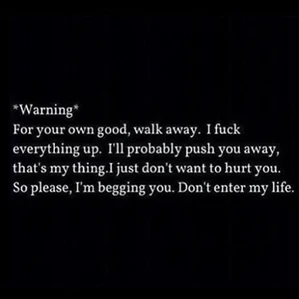 *Warning*
For your own good, walk away.  I fuck
everything up.  I'll probably push you away,
that's my thing.I just don't want to hurt you.
So please, I'm begging you. Don't enter my life.